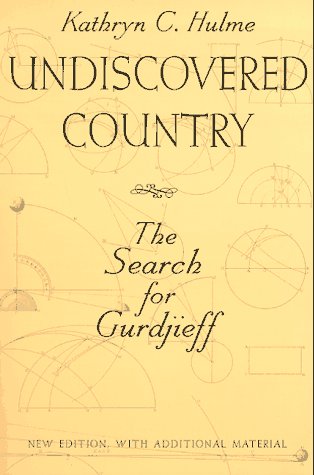 Kathryn C. Hulme
UNDISCOVERED
COUNTRY
The
Search
for
Gurdjieff
NEW EDITION, WITH ADDITIONAL MATERIAL